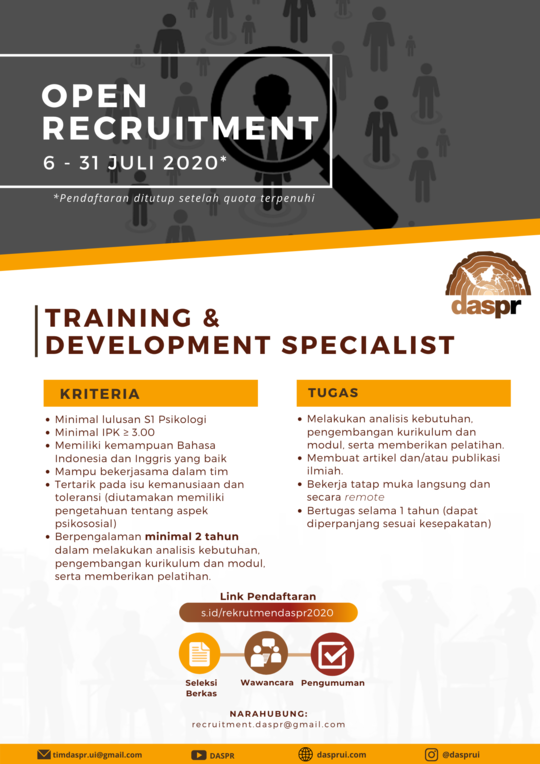 OPEN
RECRUITMENT
6 - 31 JULI 2020*
*Pendaftaran ditutup setelah quota terpenuhi
daspr
TRAINING &
DEVELOPMENT SPECIALIST
KRITERIA
• Minimal lulusan S1 Psikologi
• Minimal IPK ≥ 3.00
• Memiliki kemampuan Bahasa
Indonesia dan Inggris yang baik
• Mampu bekerjasama dalam tim
• Tertarik pada isu kemanusiaan dan
toleransi (diutamakan memiliki
pengetahuan tentang aspek
psikososial)
• Berpengalaman minimal 2 tahun
dalam melakukan analisis kebutuhan,
pengembangan kurikulum dan modul,
serta memberikan pelatihan.
TUGAS
• Melakukan analisis kebutuhan,
pengembangan kurikulum dan
modul, serta memberikan pelatihan.
• Membuat artikel dan/atau publikasi
ilmiah.
• Bekerja tatap muka langsung dan
secara remote
• Bertugas selama 1 tahun (dapat
diperpanjang sesuai kesepakatan)
Link Pendaftaran
s.id/rekrutmendaspr2020
Seleksi
Berkas
Wawancara
Pengumuman
NARAHUBUNG:
recruitment.daspr@gmail.com
timdaspr.ui@gmail.com
DASPR
dasprui.com
@dasprui